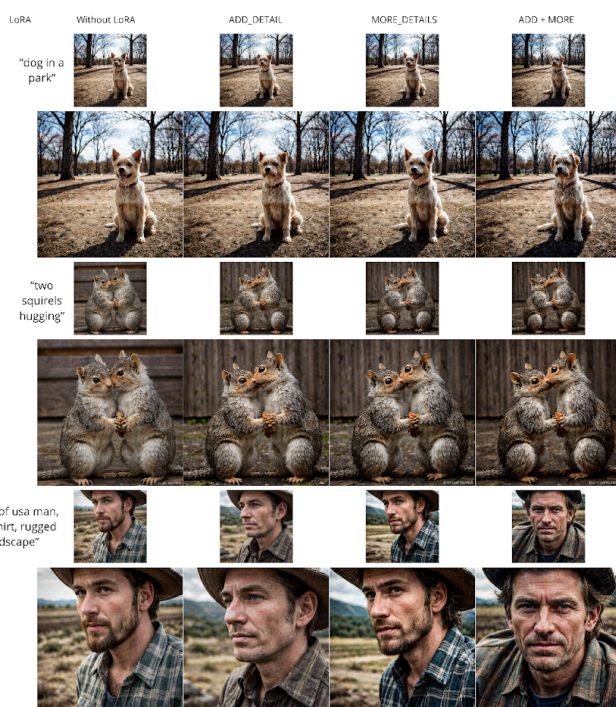 LoRA Without LoRA ADD_DETAIL MORE_DETAILS ADD + MORE
“dog in a
park”
“two
squirels
hugging”
of usa man,
hirt, rugged
dscape”